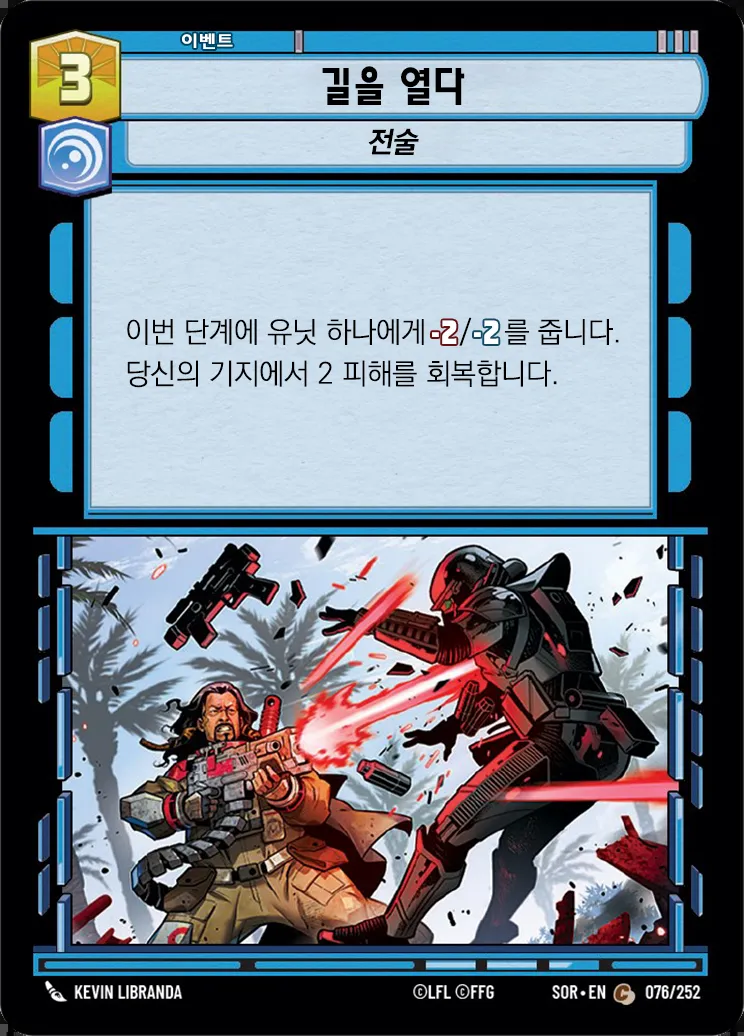 이벤트
3
길을 열다
전술
이번 단계에 유닛 하나에게 -2/-2 를 줍니다.
당신의 기지에서 2 피해를 회복합니다.
KEVIN LIBRANDA
©LFL ©FFG
SOR•EN C 076/252